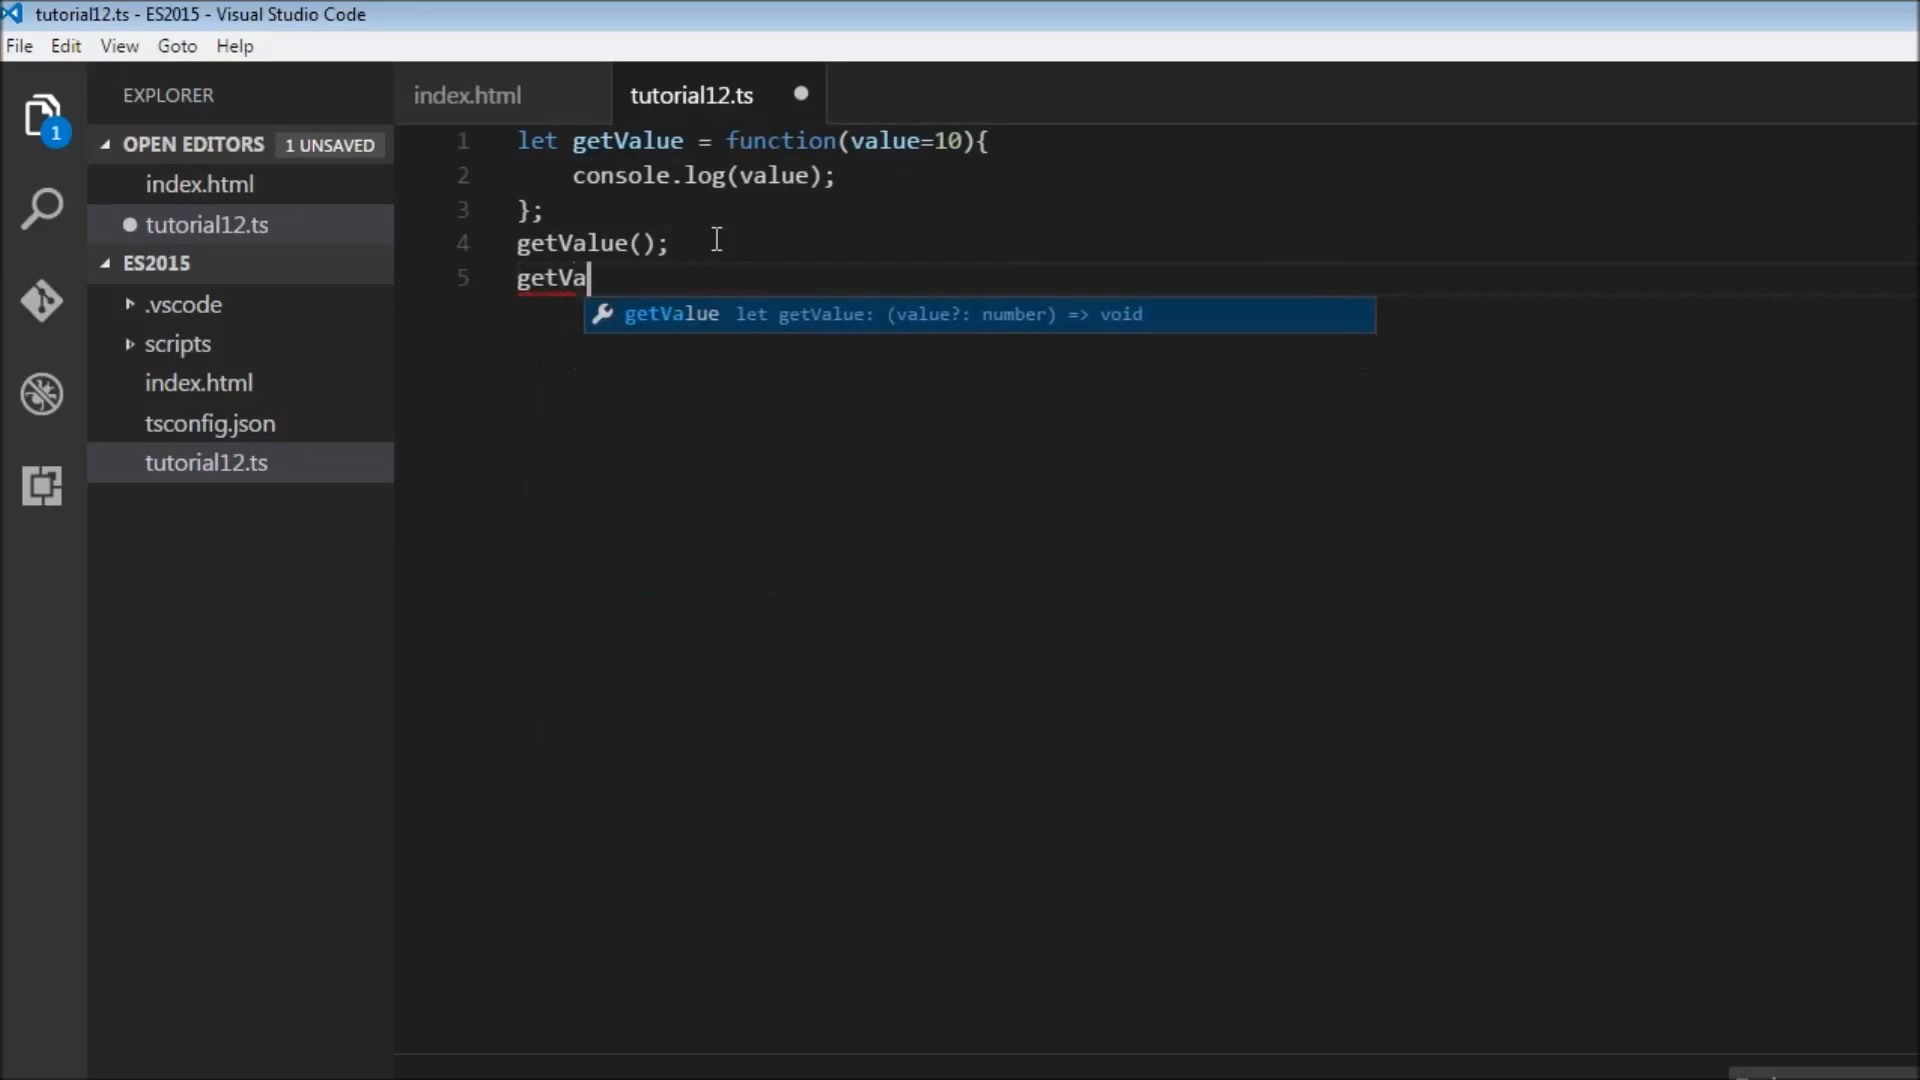 tutorial12.ts - ES2015 - Visual Studio Code
File Edit View Goto Help
EXPLORER
OPEN EDITORS 1 UNSAVED
index.html
tutorial12.ts
ES2015
.vscode
scripts
index.html
tsconfig.json
tutorial12.ts
1
index.html tutorial12.ts
1 let getValue = function(value=10){
2 console.log(value);
3 };
4 getValue();
5 getVa
getValue let getValue: (value?: number) => void